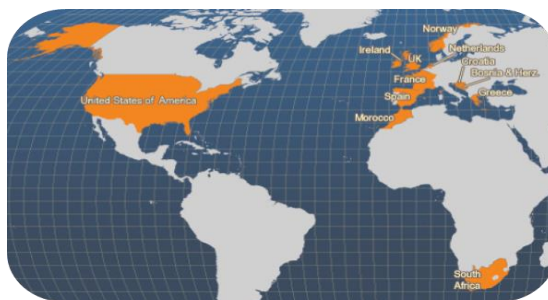 Norway
Ireland
Netherlands
UK
Croatia
Bosnia & Herz.
France
Greece
Spain
United States of America
Morocco
South
Africa